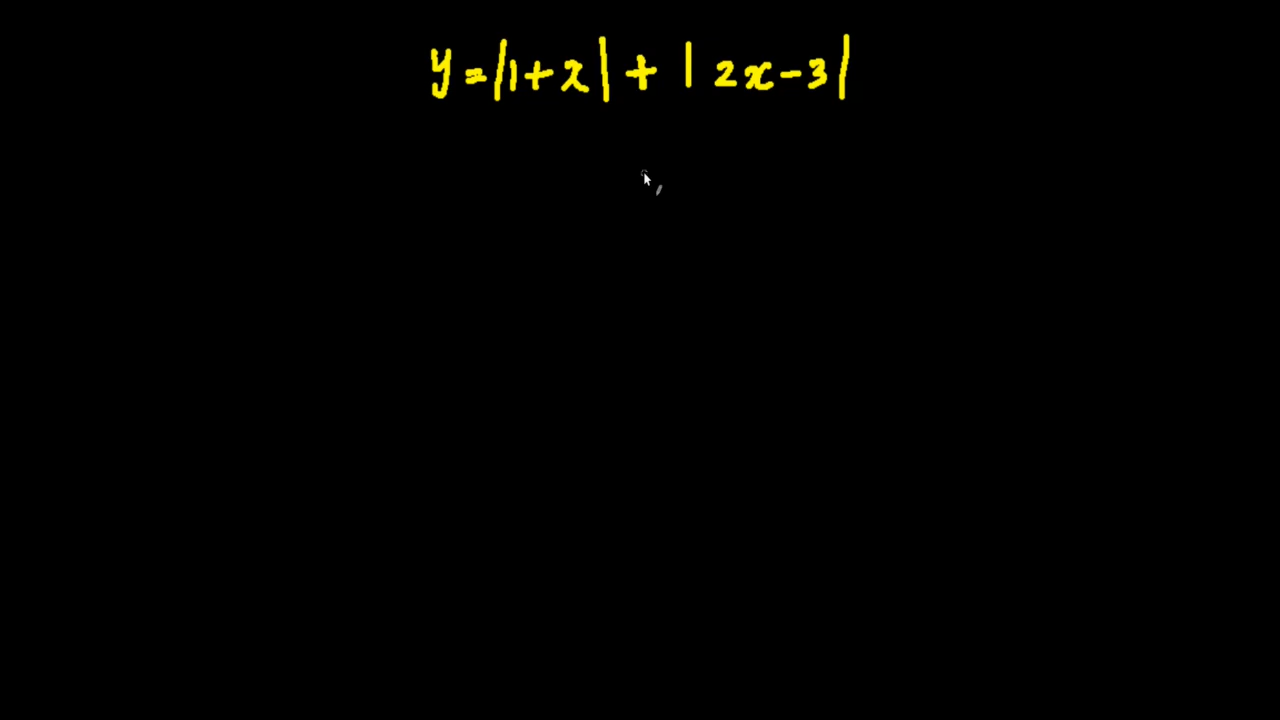 y = |1 + x| + |2x - 3|